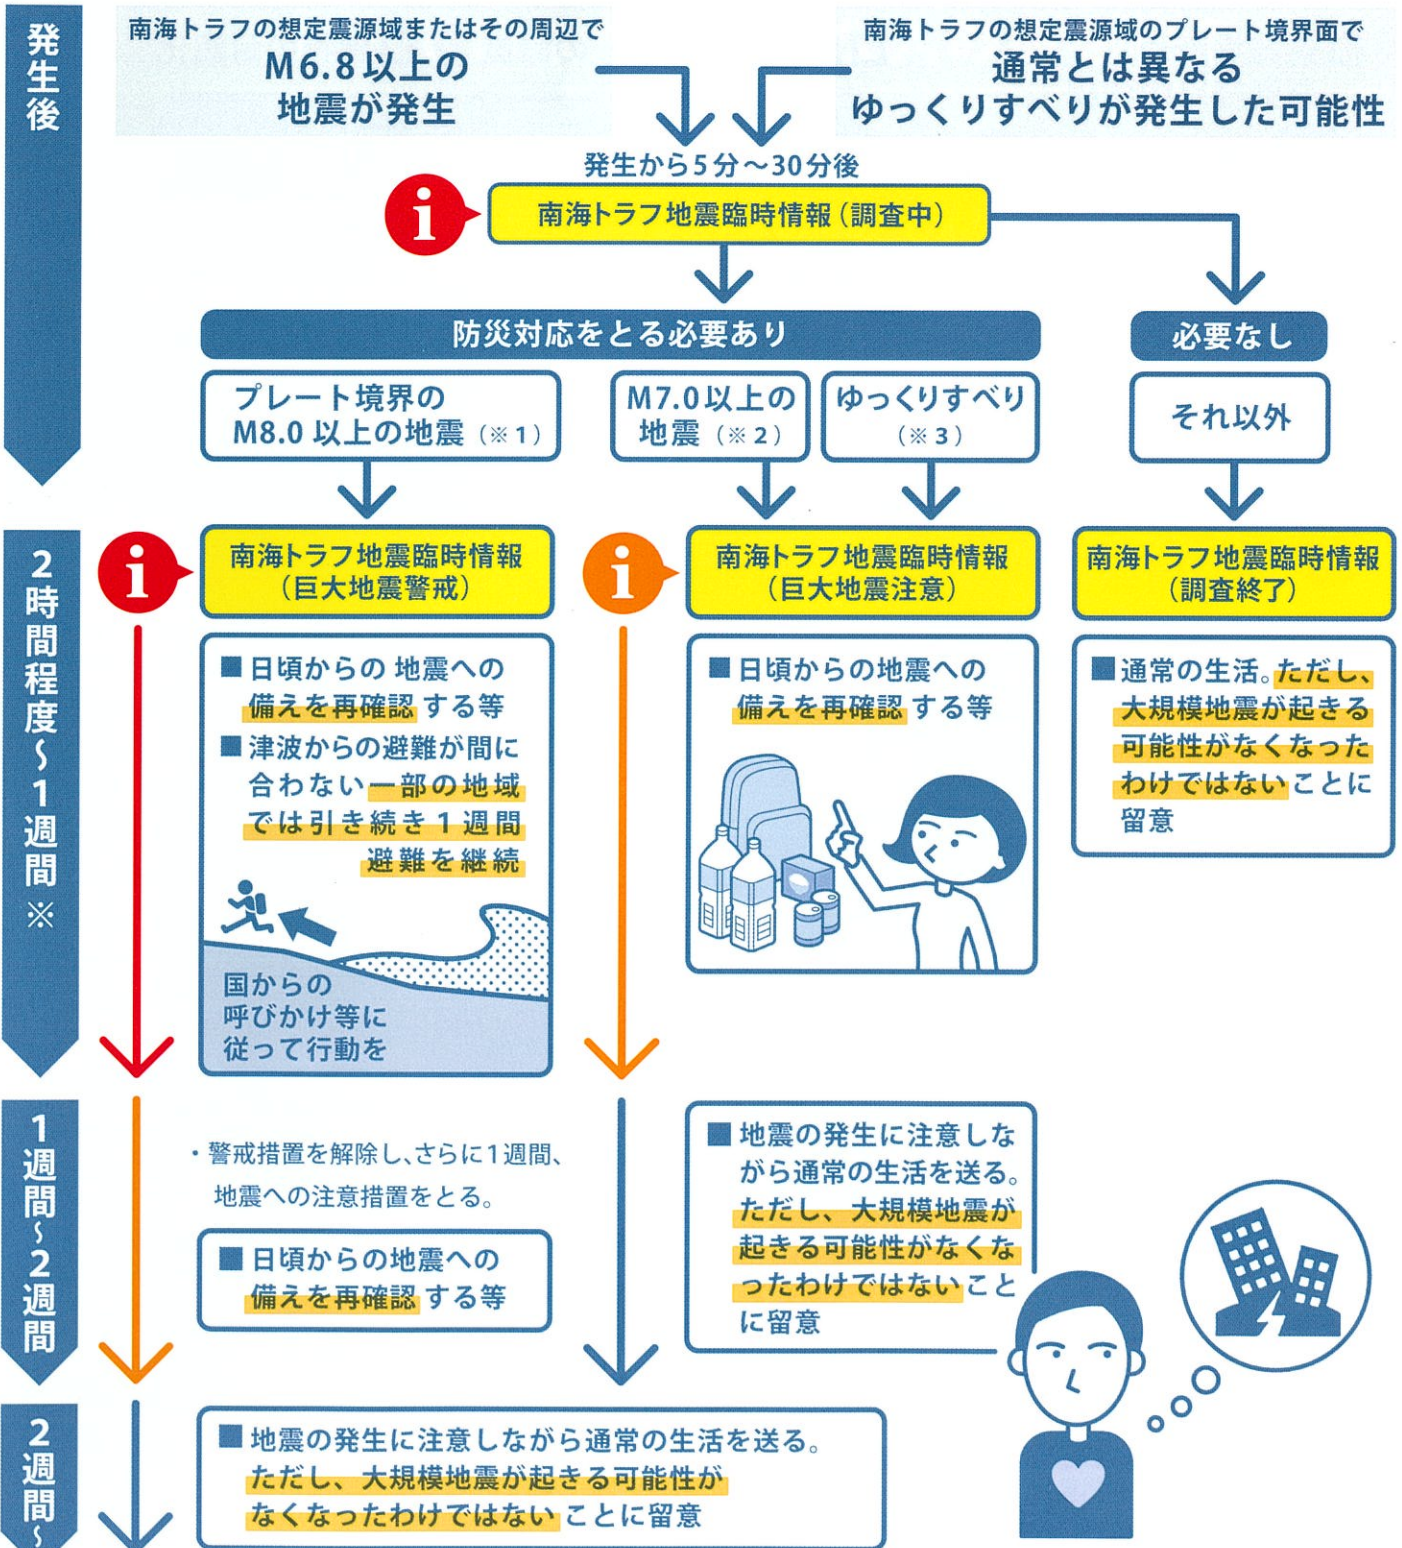 発生後
南海トラフの想定震源域またはその周辺で
M6.8以上の
地震が発生
南海トラフの想定震源域のプレート境界面で
通常とは異なる
ゆっくりすべりが発生した可能性
発生から5分〜30分後
i
南海トラフ地震臨時情報(調査中)
防災対応をとる必要あり
必要なし
プレート境界の
M8.0 以上の地震(※1)
M7.0以上の
地震(※2)
ゆっくりすべり
(※3)
それ以外
2時間程度〜1週間※
i
南海トラフ地震臨時情報
(巨大地震警戒)
■日頃からの 地震への
備えを再確認する等
■津波からの避難が間に
合わない一部の地域
では引き続き1週間
避難を継続
国からの
呼びかけ等に
従って行動を
i
南海トラフ地震臨時情報
(巨大地震注意)
■日頃からの地震への
備えを再確認する等
南海トラフ地震臨時情報
(調査終了)
■通常の生活。ただし、
大規模地震が起きる
可能性がなくなった
わけではないことに
留意
1週間〜2週間
・警戒措置を解除し、さらに1週間、
地震への注意措置をとる。
■日頃からの地震への
備えを再確認する等
■地震の発生に注意しな
がら通常の生活を送る。
ただし、大規模地震が
起きる可能性がなくな
ったわけではないこと
に留意
2週間〜
■地震の発生に注意しながら通常の生活を送る。
ただし、大規模地震が起きる可能性が
なくなったわけではないことに留意